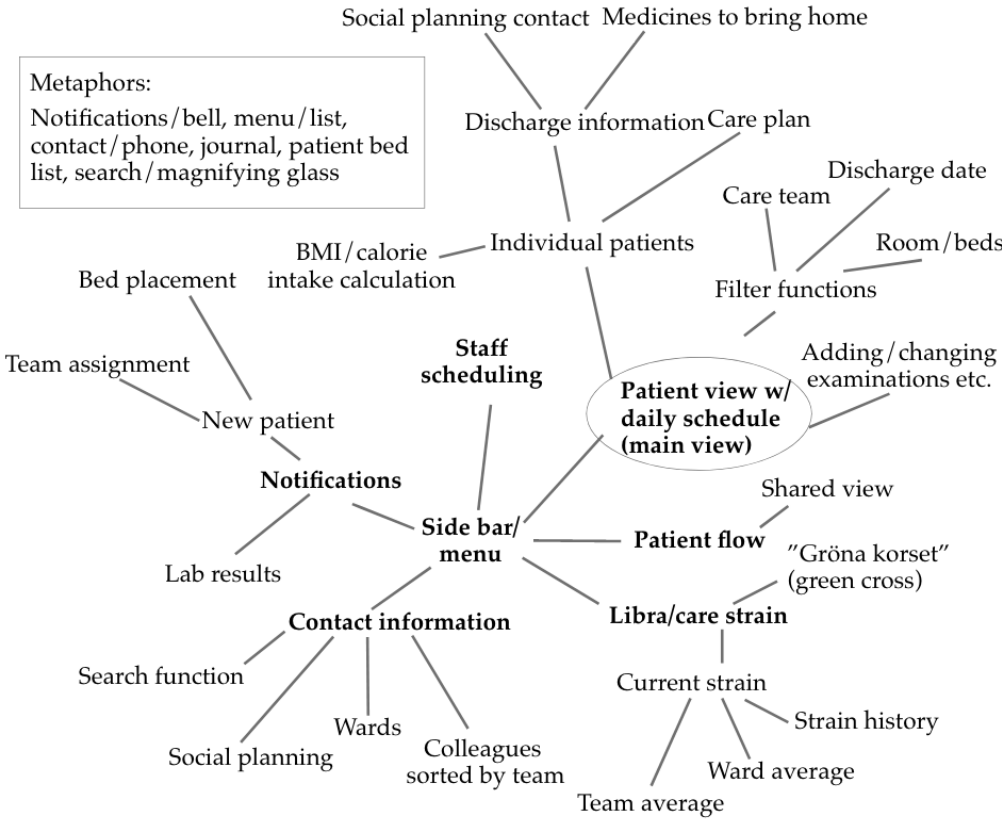 Social planning contact
Medicines to bring home
Metaphors:
Notifications/bell, menu/list,
contact/phone, journal, patient bed
list, search/magnifying glass
Discharge information
Care plan
Discharge date
Care team
Room/beds
Individual patients
BMI/calorie
intake calculation
Filter functions
Bed placement
Team assignment
New patient
Staff
scheduling
Adding/changing
examinations etc.
Patient view w/
daily schedule
(main view)
Notifications
Lab results
Side bar/
menu
Shared view
Patient flow
"Gröna korset"
(green cross)
Libra/care strain
Contact information
Search function
Social planning
Wards
Colleagues
sorted by team
Current strain
Strain history
Ward average
Team average